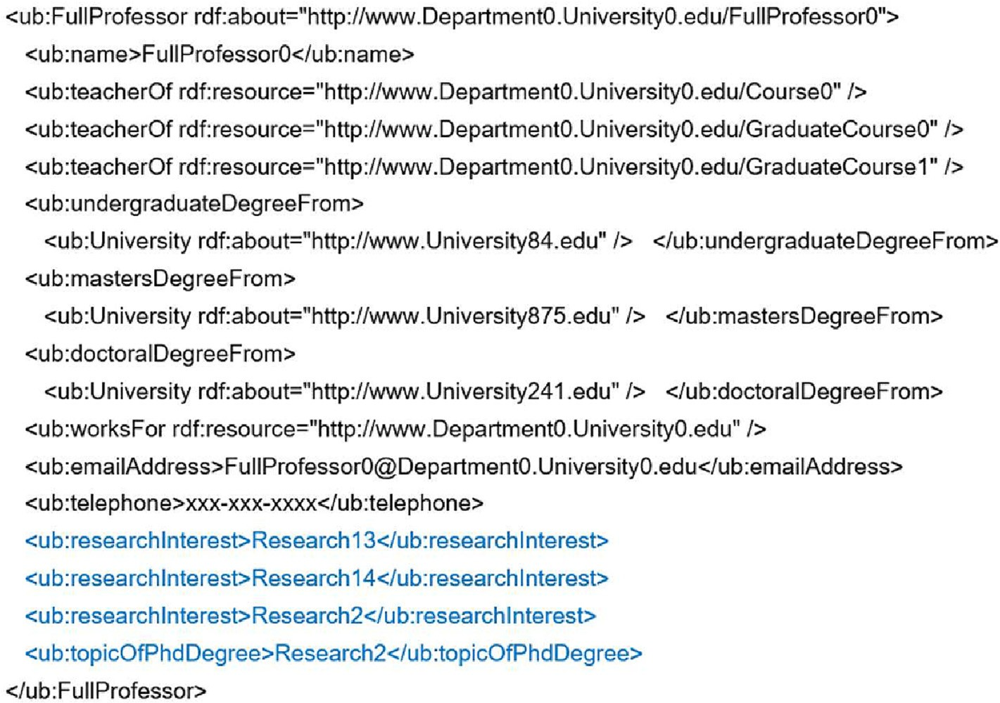 <ub:FullProfessor rdf:about="http://www.Department0.University0.edu/FullProfessor0">
<ub:name>FullProfessor0</ub:name>
<ub:teacherOf rdf:resource="http://www.Department0.University0.edu/Course0" />
<ub:teacherOf rdf:resource="http://www.Department0.University0.edu/GraduateCourse0" />
<ub:teacherOf rdf:resource="http://www.Department0.University0.edu/GraduateCourse1" />
<ub:undergraduateDegreeFrom>
<ub:University rdf:about="http://www.University84.edu" />   </ub:undergraduateDegreeFrom>
<ub:mastersDegreeFrom>
<ub:University rdf:about="http://www.University875.edu" />   </ub:mastersDegreeFrom>
<ub:doctoralDegreeFrom>
<ub:University rdf:about="http://www.University241.edu" />   </ub:doctoralDegreeFrom>
<ub:worksFor rdf:resource="http://www.Department0.University0.edu" />
<ub:emailAddress>FullProfessor0@Department0.University0.edu</ub:emailAddress>
<ub:telephone>xxx-xxx-xxxx</ub:telephone>
<ub:researchInterest>Research13</ub:researchInterest>
<ub:researchInterest>Research14</ub:researchInterest>
<ub:researchInterest>Research2</ub:researchInterest>
<ub:topicOfPhdDegree>Research2</ub:topicOfPhdDegree>
</ub:FullProfessor>